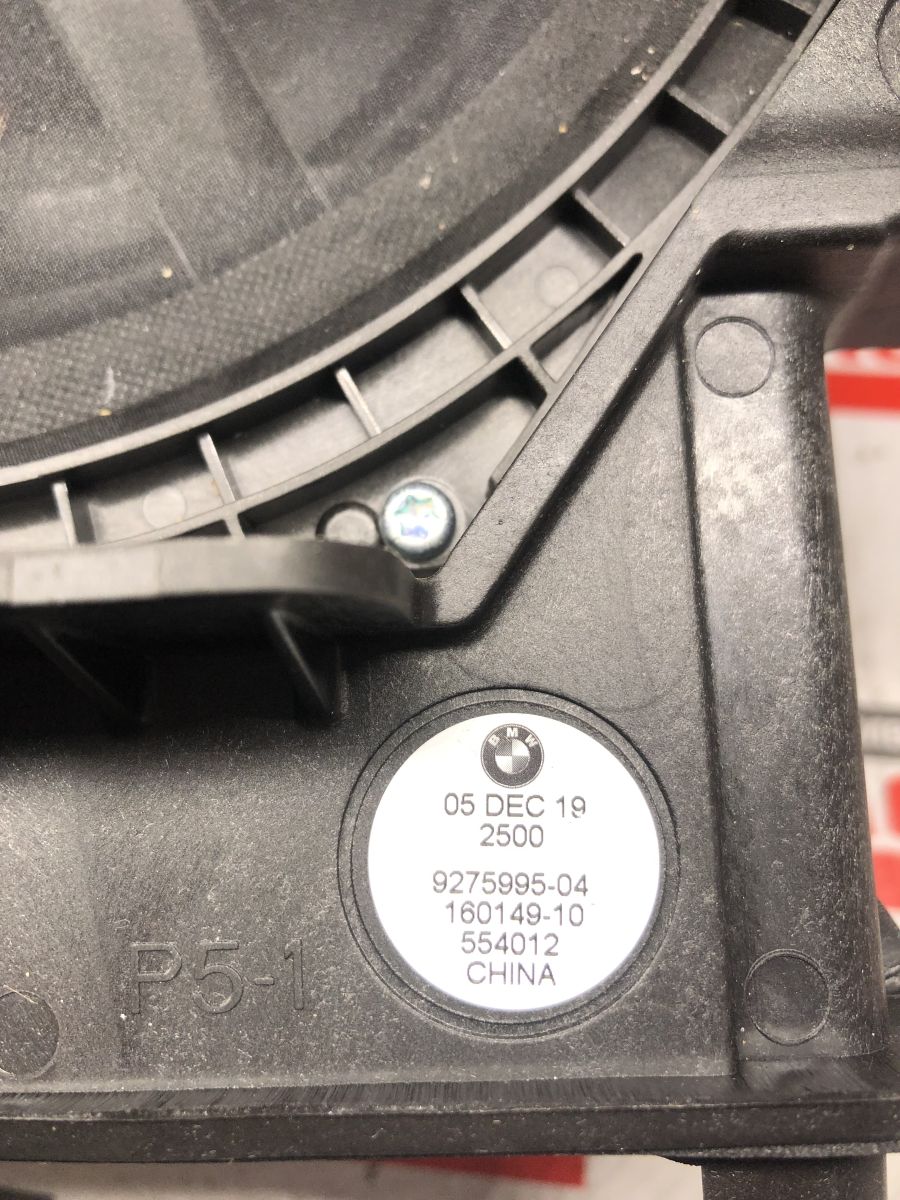 BMW
05 DEC 19
2500
9275995-04
160149-10
554012
CHINA
P5-1